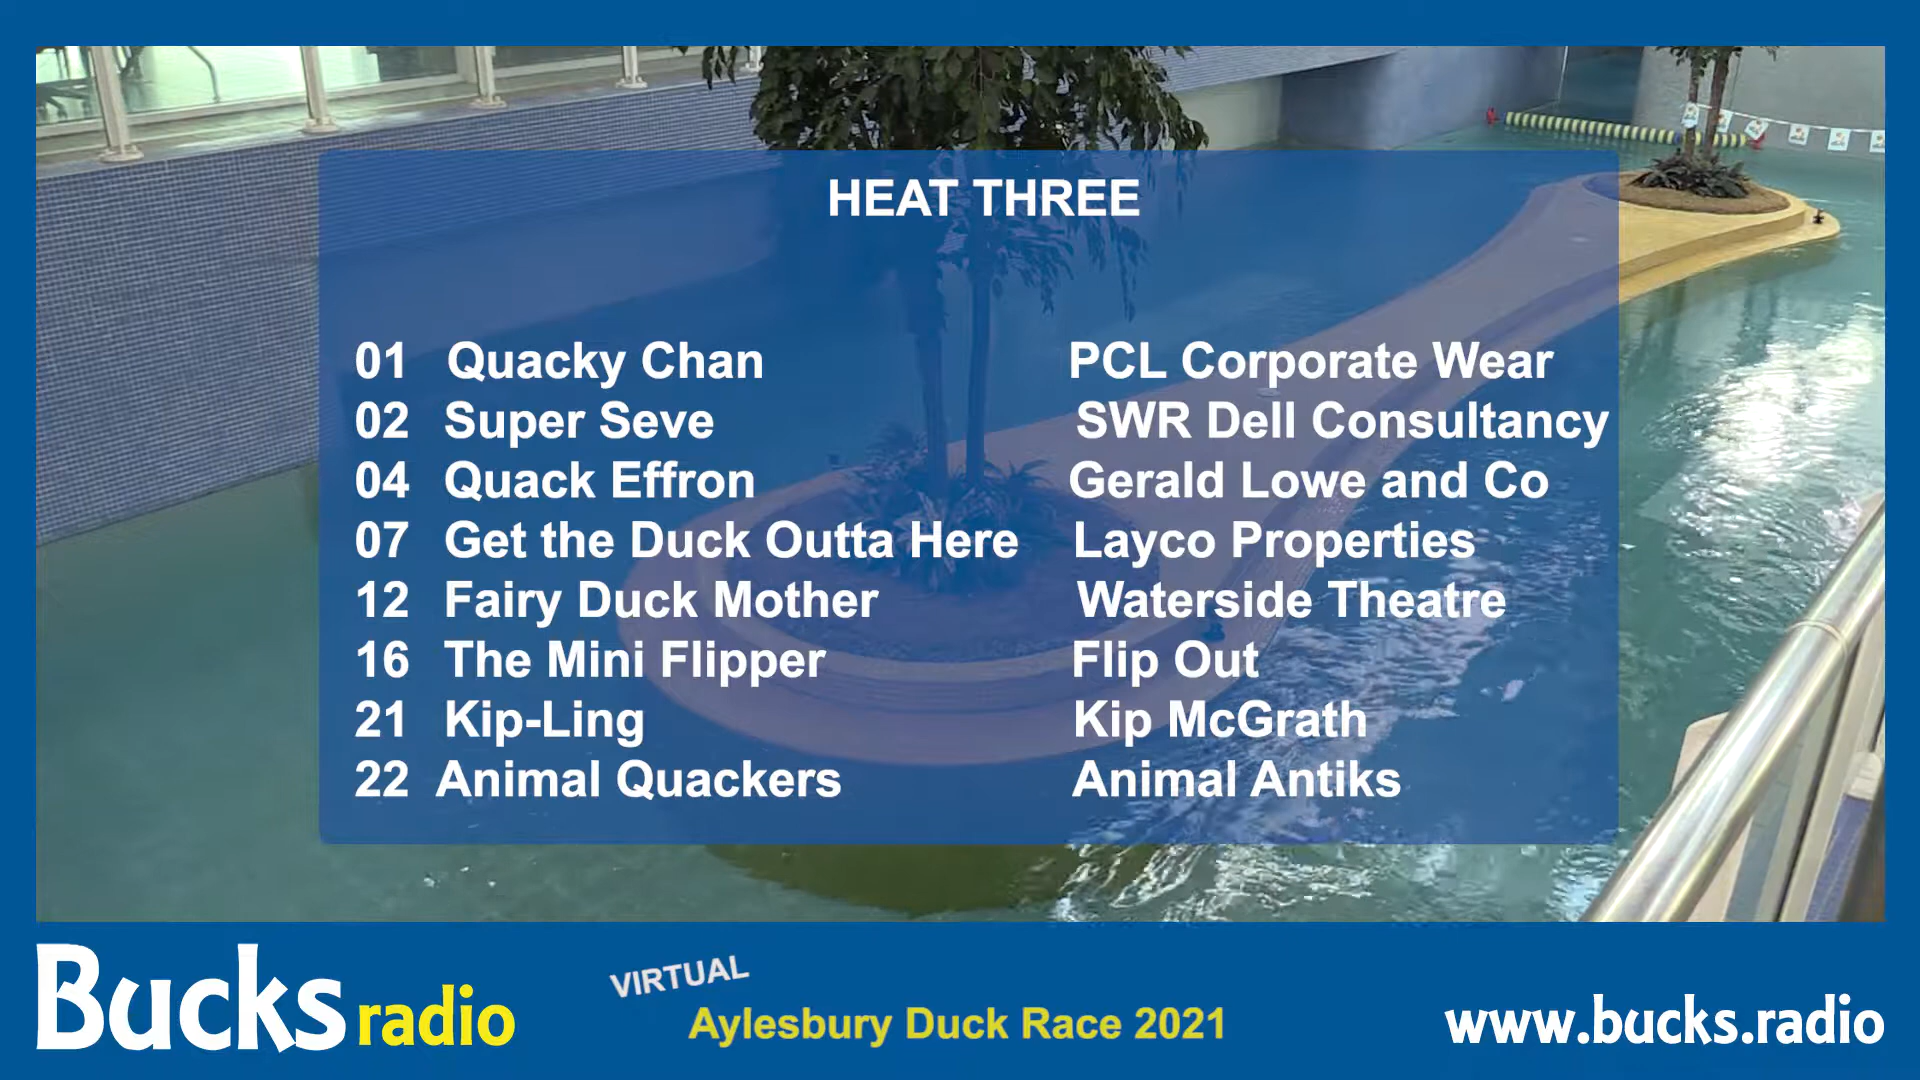 HEAT THREE
01 Quacky Chan PCL Corporate Wear
02 Super Seve SWR Dell Consultancy
04 Quack Effron Gerald Lowe and Co
07 Get the Duck Outta Here Layco Properties
12 Fairy Duck Mother Waterside Theatre
16 The Mini Flipper Flip Out
21 Kip-Ling Kip McGrath
22 Animal Quackers Animal Antiks
Bucks radio
VIRTUAL
Aylesbury Duck Race 2021
www.bucks.radio